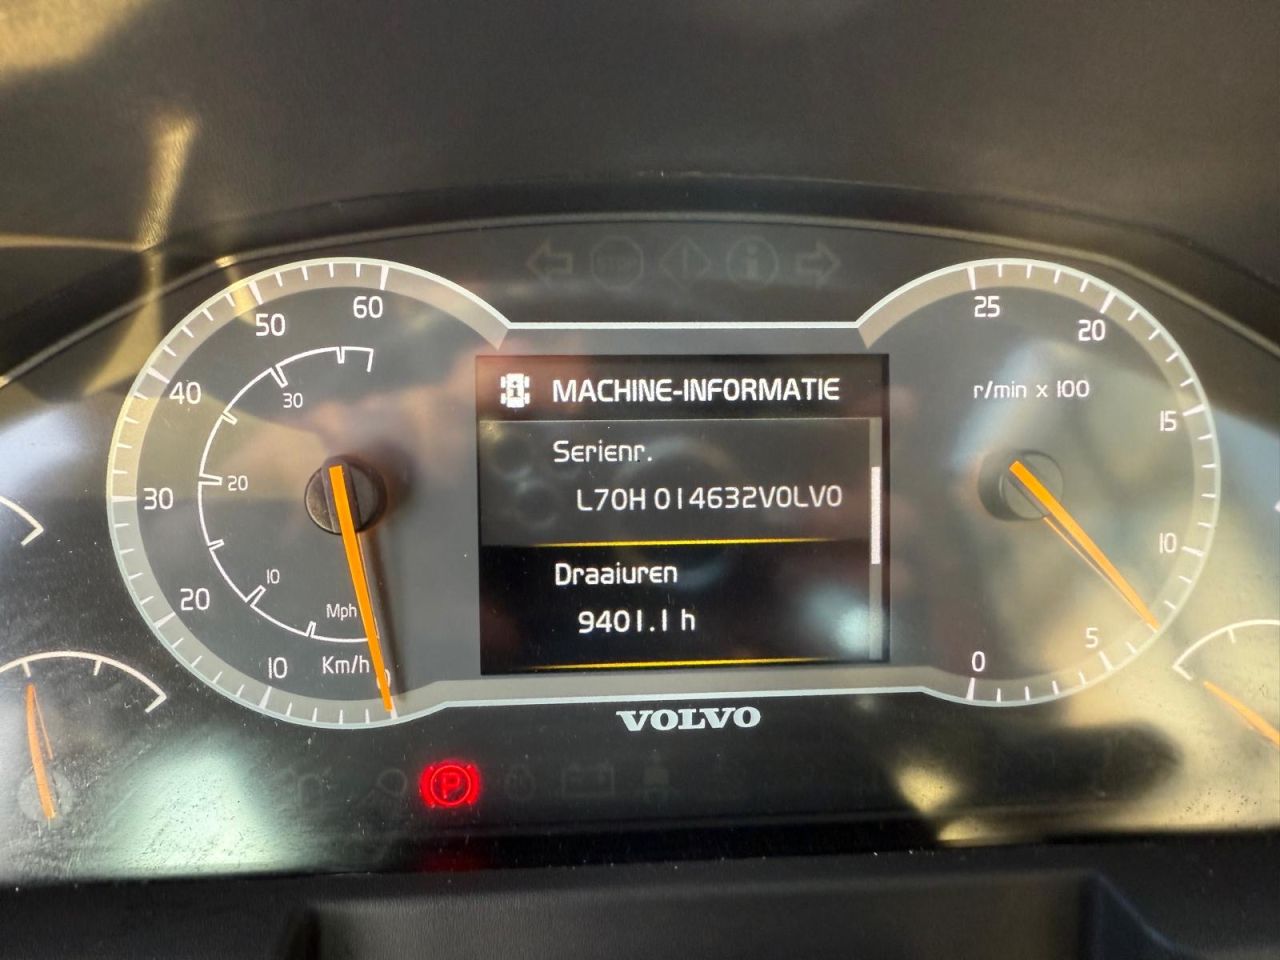 60
50
40
30
20
10
0
30
20
10
Mph
Km/h
MACHINE-INFORMATIE
Serienr.
L70H 014632VOLVO
Draaiuren
9401.1 h
25
20
r/min x 100
15
10
5
0
VOLVO
P